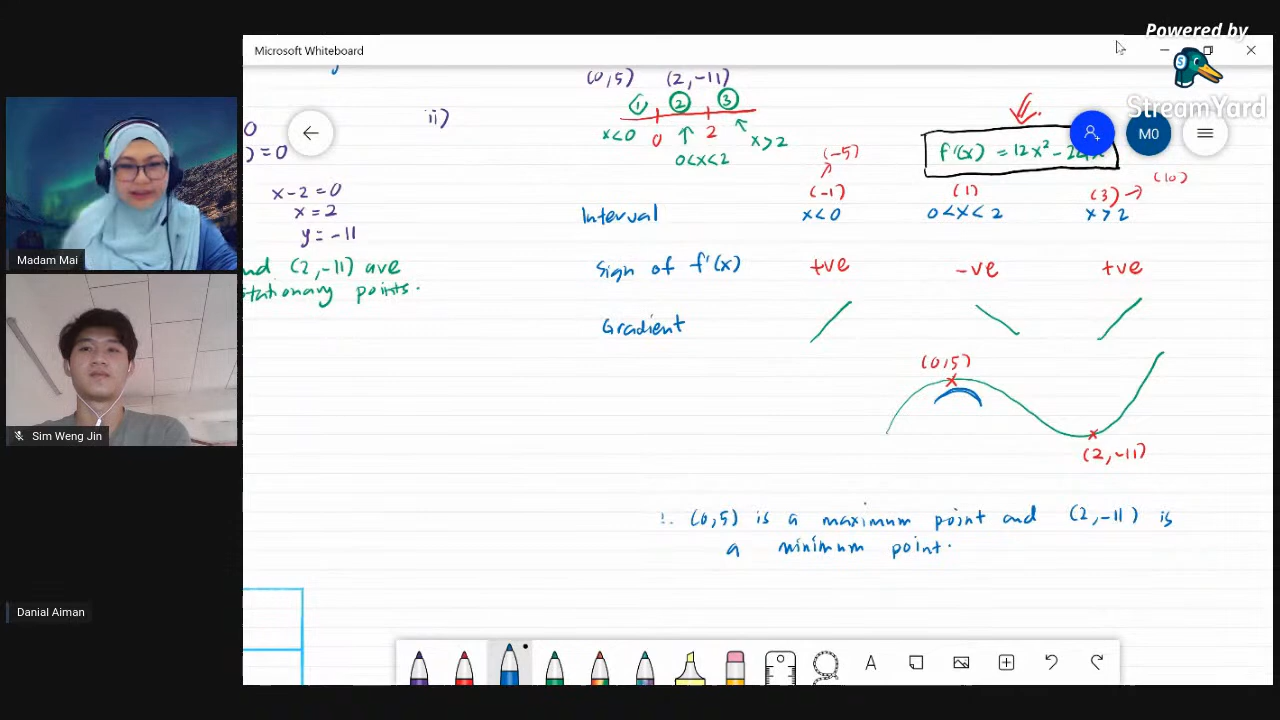 Powered by
StreamYard
Microsoft Whiteboard
M0
Madam Mai
Sim Weng Jin
Danial Aiman
0
) = 0
x-2=0
x=2
y=-11
(2,-11) are
stationary points.
ii)
(0,5) (2,-11)
① ② ③
x<0 0 2 x>2
0<x<2
f'(x) = 12x² -
(-5)
(-1) (1) (3) → (10)
Interval x<0 0<x<2 x>2
Sign of f'(x) +ve -ve +ve
Gradient
(0,5)
(2,-11)
(0,5) is a maximum point and (2,-11) is
a minimum point.
A